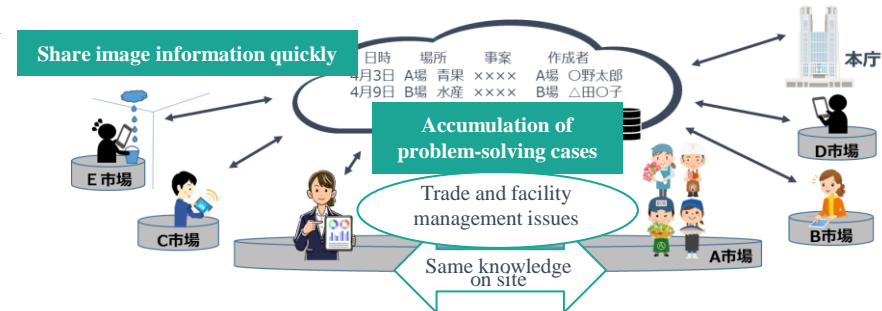 Share image information quickly
日時 場所 事案 作成者
4月3日 A場 青果 ×××× A場 〇野太郎
4月9日 B場 水産 ×××× B場 △田〇子
本庁
Accumulation of
problem-solving cases
D市場
E市場
Trade and facility
management issues
C市場
B市場
A市場
Same knowledge
on site